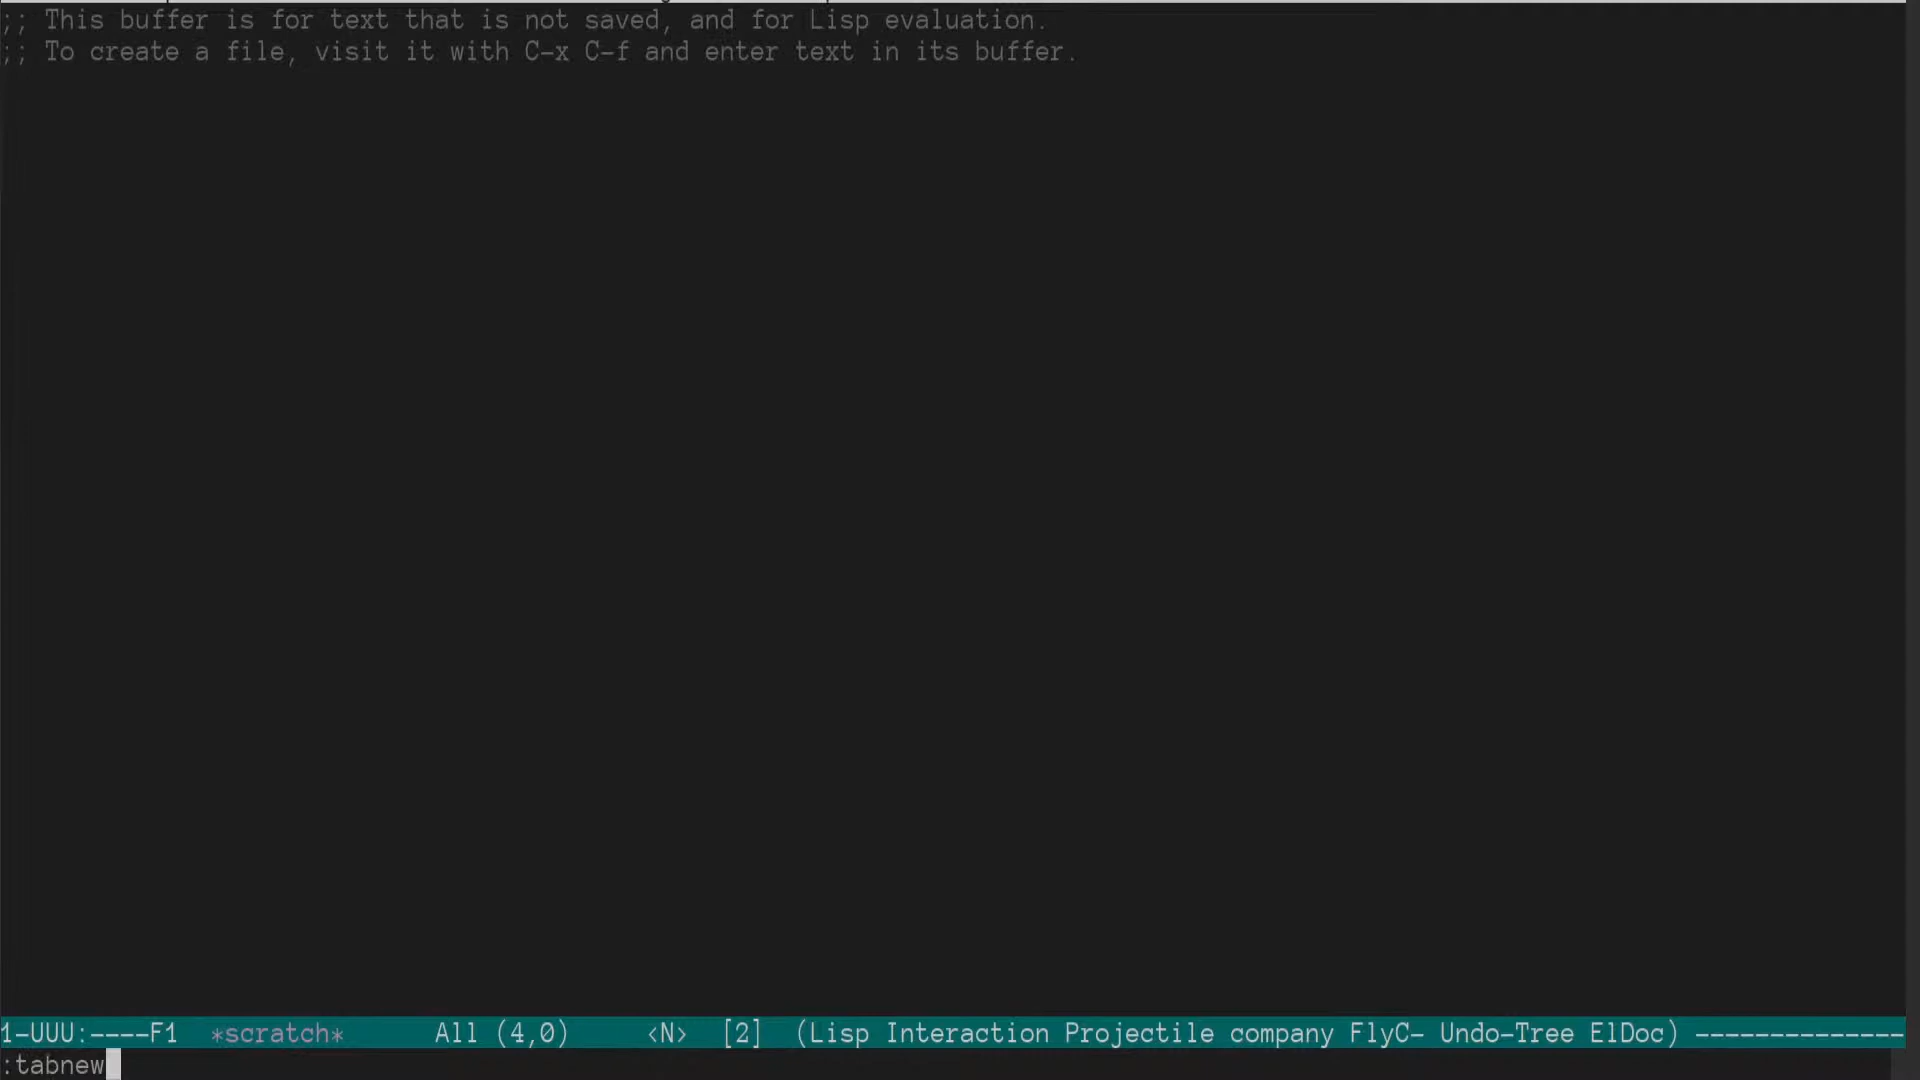 ;; This buffer is for text that is not saved, and for Lisp evaluation.
;; To create a file, visit it with C-x C-f and enter text in its buffer.
1-UUU:----F1  *scratch*      All (4,0)     <N>  [2]  (Lisp Interaction Projectile company FlyC- Undo-Tree ElDoc) --------------
:tabnew